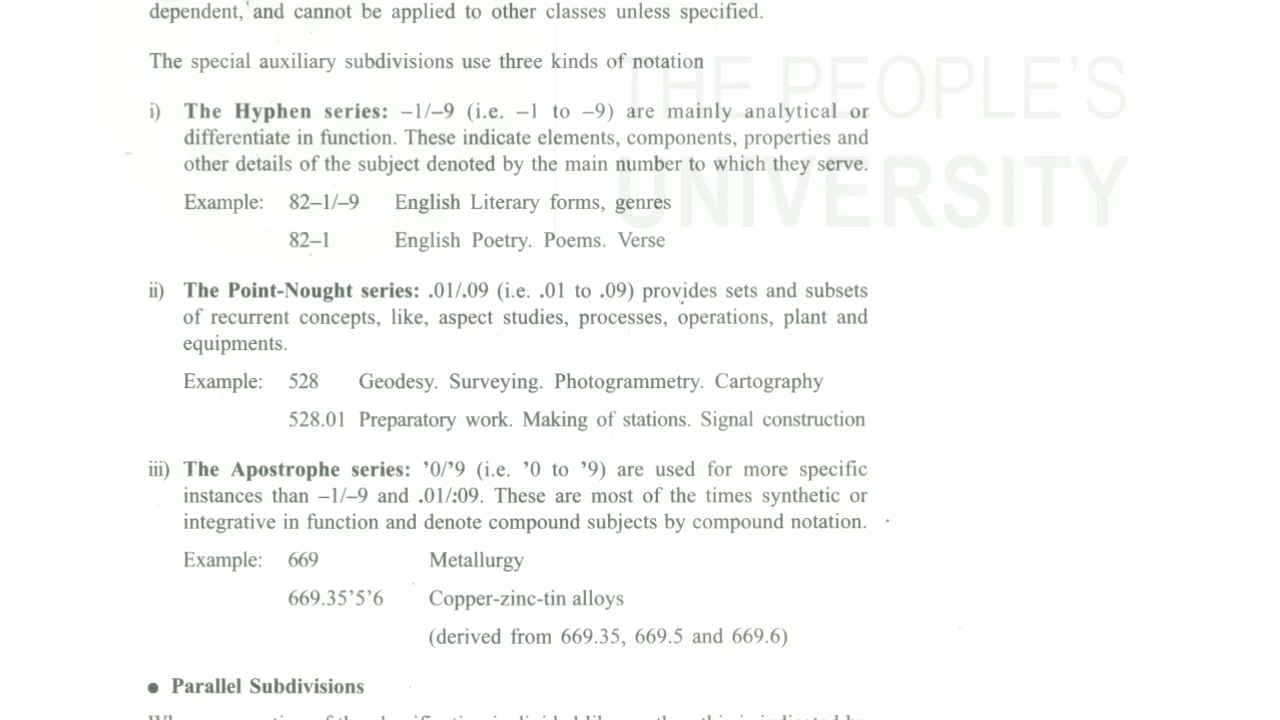 dependent, and cannot be applied to other classes unless specified.
The special auxiliary subdivisions use three kinds of notation
THE PEOPLE'S
UNIVERSITY
i) The Hyphen series: –1/–9 (i.e. –1 to –9) are mainly analytical or
differentiate in function. These indicate elements, components, properties and
other details of the subject denoted by the main number to which they serve.
Example: 82–1/–9 English Literary forms, genres
82–1 English Poetry. Poems. Verse
ii) The Point-Nought series: .01/.09 (i.e. .01 to .09) provides sets and subsets
of recurrent concepts, like, aspect studies, processes, operations, plant and
equipments.
Example: 528 Geodesy. Surveying. Photogrammetry. Cartography
528.01 Preparatory work. Making of stations. Signal construction
iii) The Apostrophe series: ’0/’9 (i.e. ’0 to ’9) are used for more specific
instances than –1/–9 and .01/:09. These are most of the times synthetic or
integrative in function and denote compound subjects by compound notation.
Example: 669 Metallurgy
669.35’5’6 Copper-zinc-tin alloys
(derived from 669.35, 669.5 and 669.6)
● Parallel Subdivisions